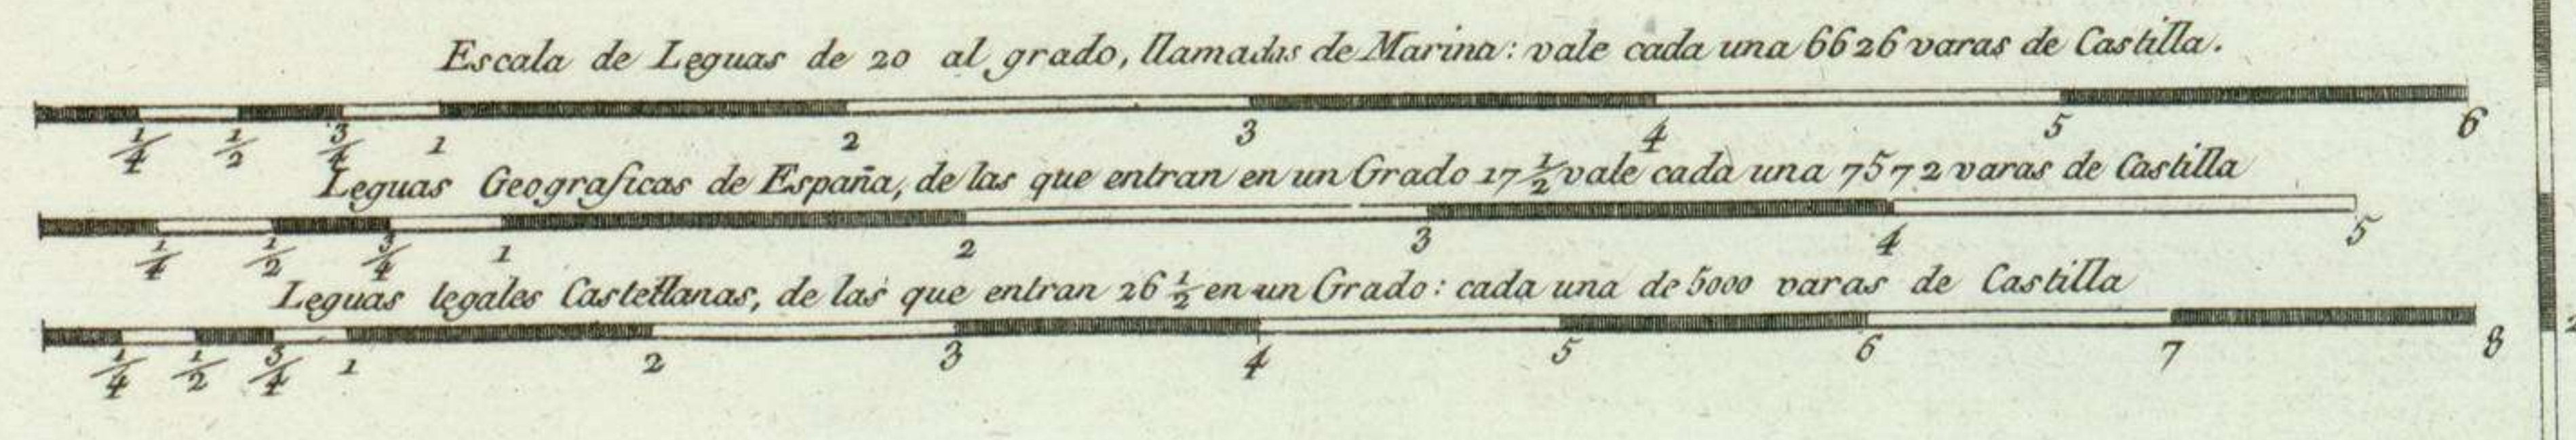 Escala de Leguas de 20 al grado, llamadas de Marina: vale cada una 6626 varas de Castilla.
1/4 1/2 3/4 1 2 3 4 5 6
Leguas Geograficas de España, de las que entran en un Grado 17 1/2 vale cada una 7572 varas de Castilla
1/4 1/2 3/4 1 2 3 4 5
Leguas legales Castellanas, de las que entran 26 1/2 en un Grado: cada una de 5000 varas de Castilla
1/4 1/2 3/4 1 2 3 4 5 6 7 8